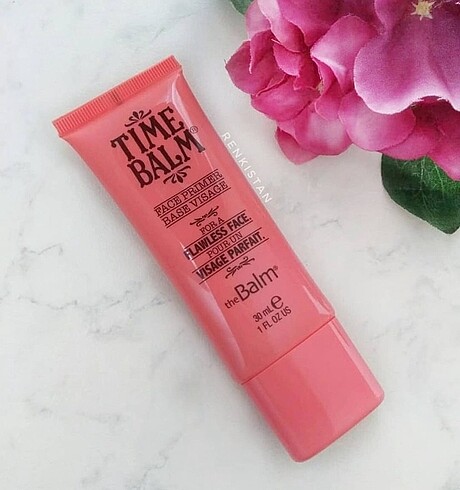 TIME
BALM®
FACE PRIMER
BASE VISAGE
FOR A
FLAWLESS FACE
POUR UN
VISAGE PARFAIT.
theBalm®
30 mL ℮
1 FL OZ US
RENKISTAN